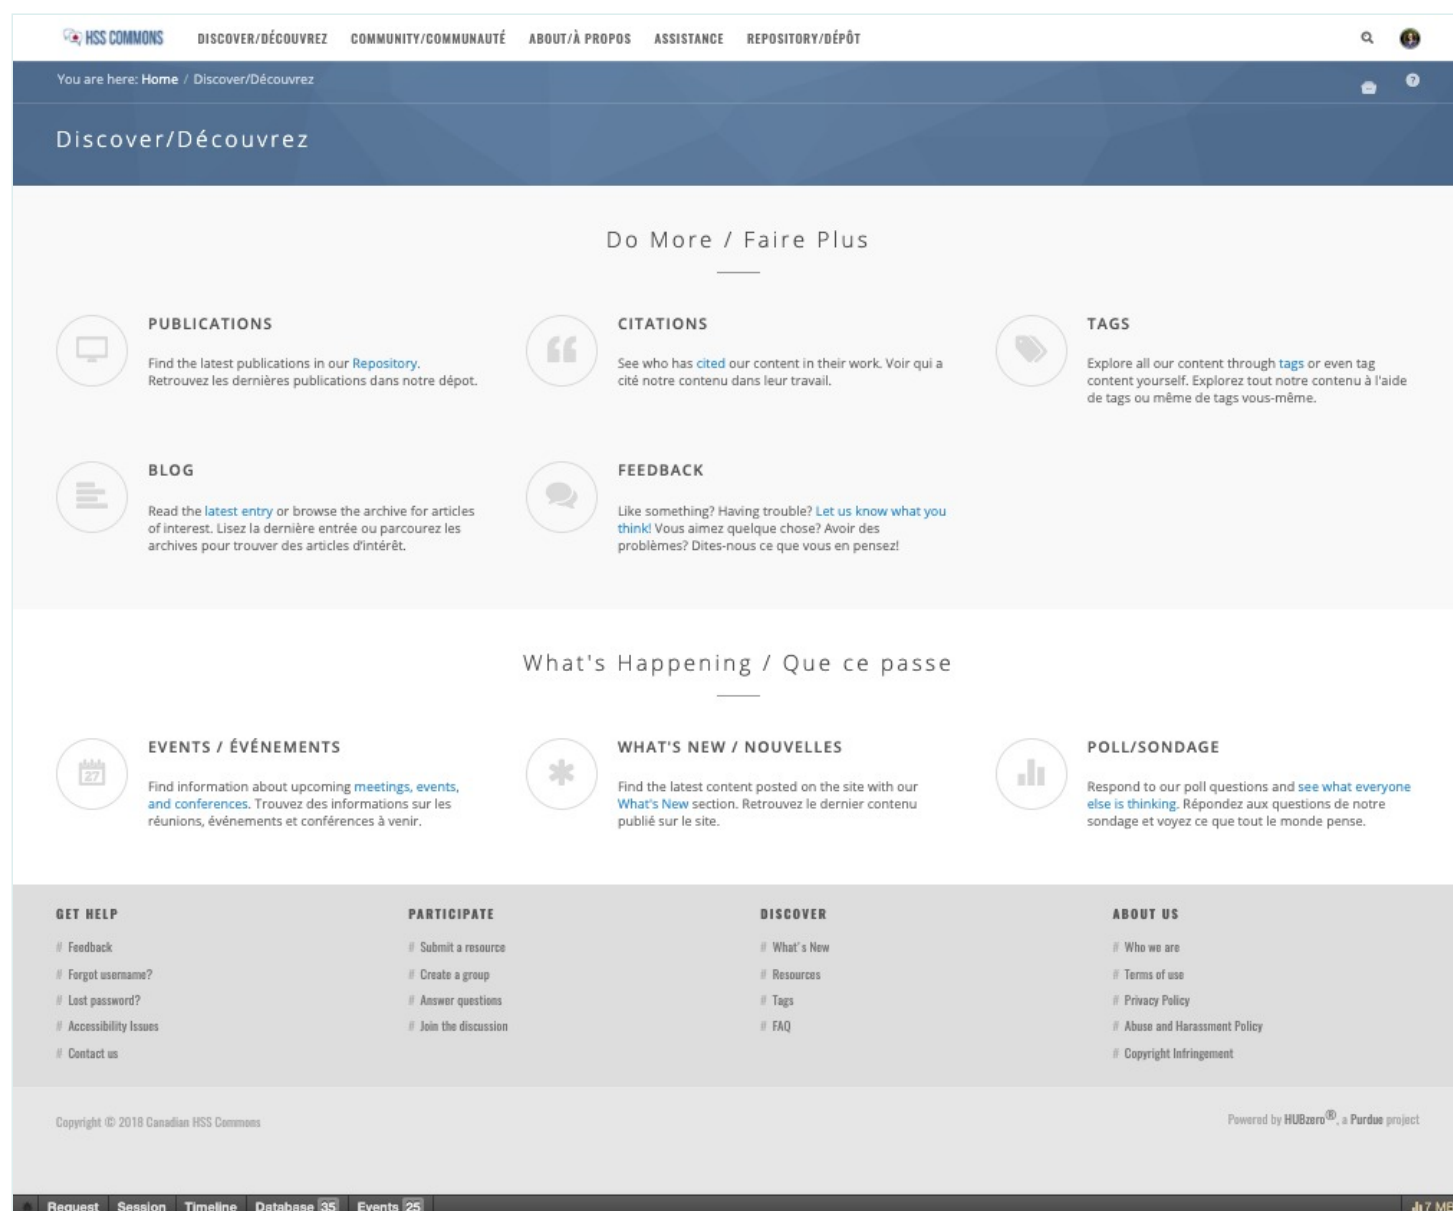 HSS COMMONS DISCOVER/DÉCOUVREZ COMMUNITY/COMMUNAUTÉ ABOUT/À PROPOS ASSISTANCE REPOSITORY/DÉPÔT
You are here: Home / Discover/Découvrez
Discover/Découvrez
Do More / Faire Plus
PUBLICATIONS
Find the latest publications in our Repository.
Retrouvez les dernières publications dans notre dépot.
CITATIONS
See who has cited our content in their work. Voir qui a
cité notre contenu dans leur travail.
TAGS
Explore all our content through tags or even tag
content yourself. Explorez tout notre contenu à l'aide
de tags ou même de tags vous-même.
BLOG
Read the latest entry or browse the archive for articles
of interest. Lisez la dernière entrée ou parcourez les
archives pour trouver des articles d'intérêt.
FEEDBACK
Like something? Having trouble? Let us know what you
think! Vous aimez quelque chose? Avoir des
problèmes? Dites-nous ce que vous en pensez!
What's Happening / Que ce passe
27
EVENTS / ÉVÉNEMENTS
Find information about upcoming meetings, events,
and conferences. Trouvez des informations sur les
réunions, événements et conférences à venir.
WHAT'S NEW / NOUVELLES
Find the latest content posted on the site with our
What's New section. Retrouvez le dernier contenu
publié sur le site.
POLL/SONDAGE
Respond to our poll questions and see what everyone
else is thinking. Répondez aux questions de notre
sondage et voyez ce que tout le monde pense.
GET HELP
# Feedback
# Forgot username?
# Lost password?
# Accessibility Issues
# Contact us
PARTICIPATE
# Submit a resource
# Create a group
# Answer questions
# Join the discussion
DISCOVER
# What's New
# Resources
# Tags
# FAQ
ABOUT US
# Who we are
# Terms of use
# Privacy Policy
# Abuse and Harassment Policy
# Copyright Infringement
Copyright © 2018 Canadian HSS Commons
Powered by HUBzero®, a Purdue project
Request Session Timeline Database 35 Events 25